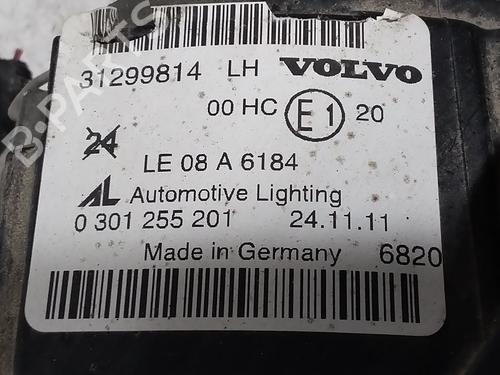 31299814 LH VOLVO
00 HC E1 20
24
LE 08 A 6184
AL Automotive Lighting
0 301 255 201 24.11.11
Made in Germany 6820
B-PARTS